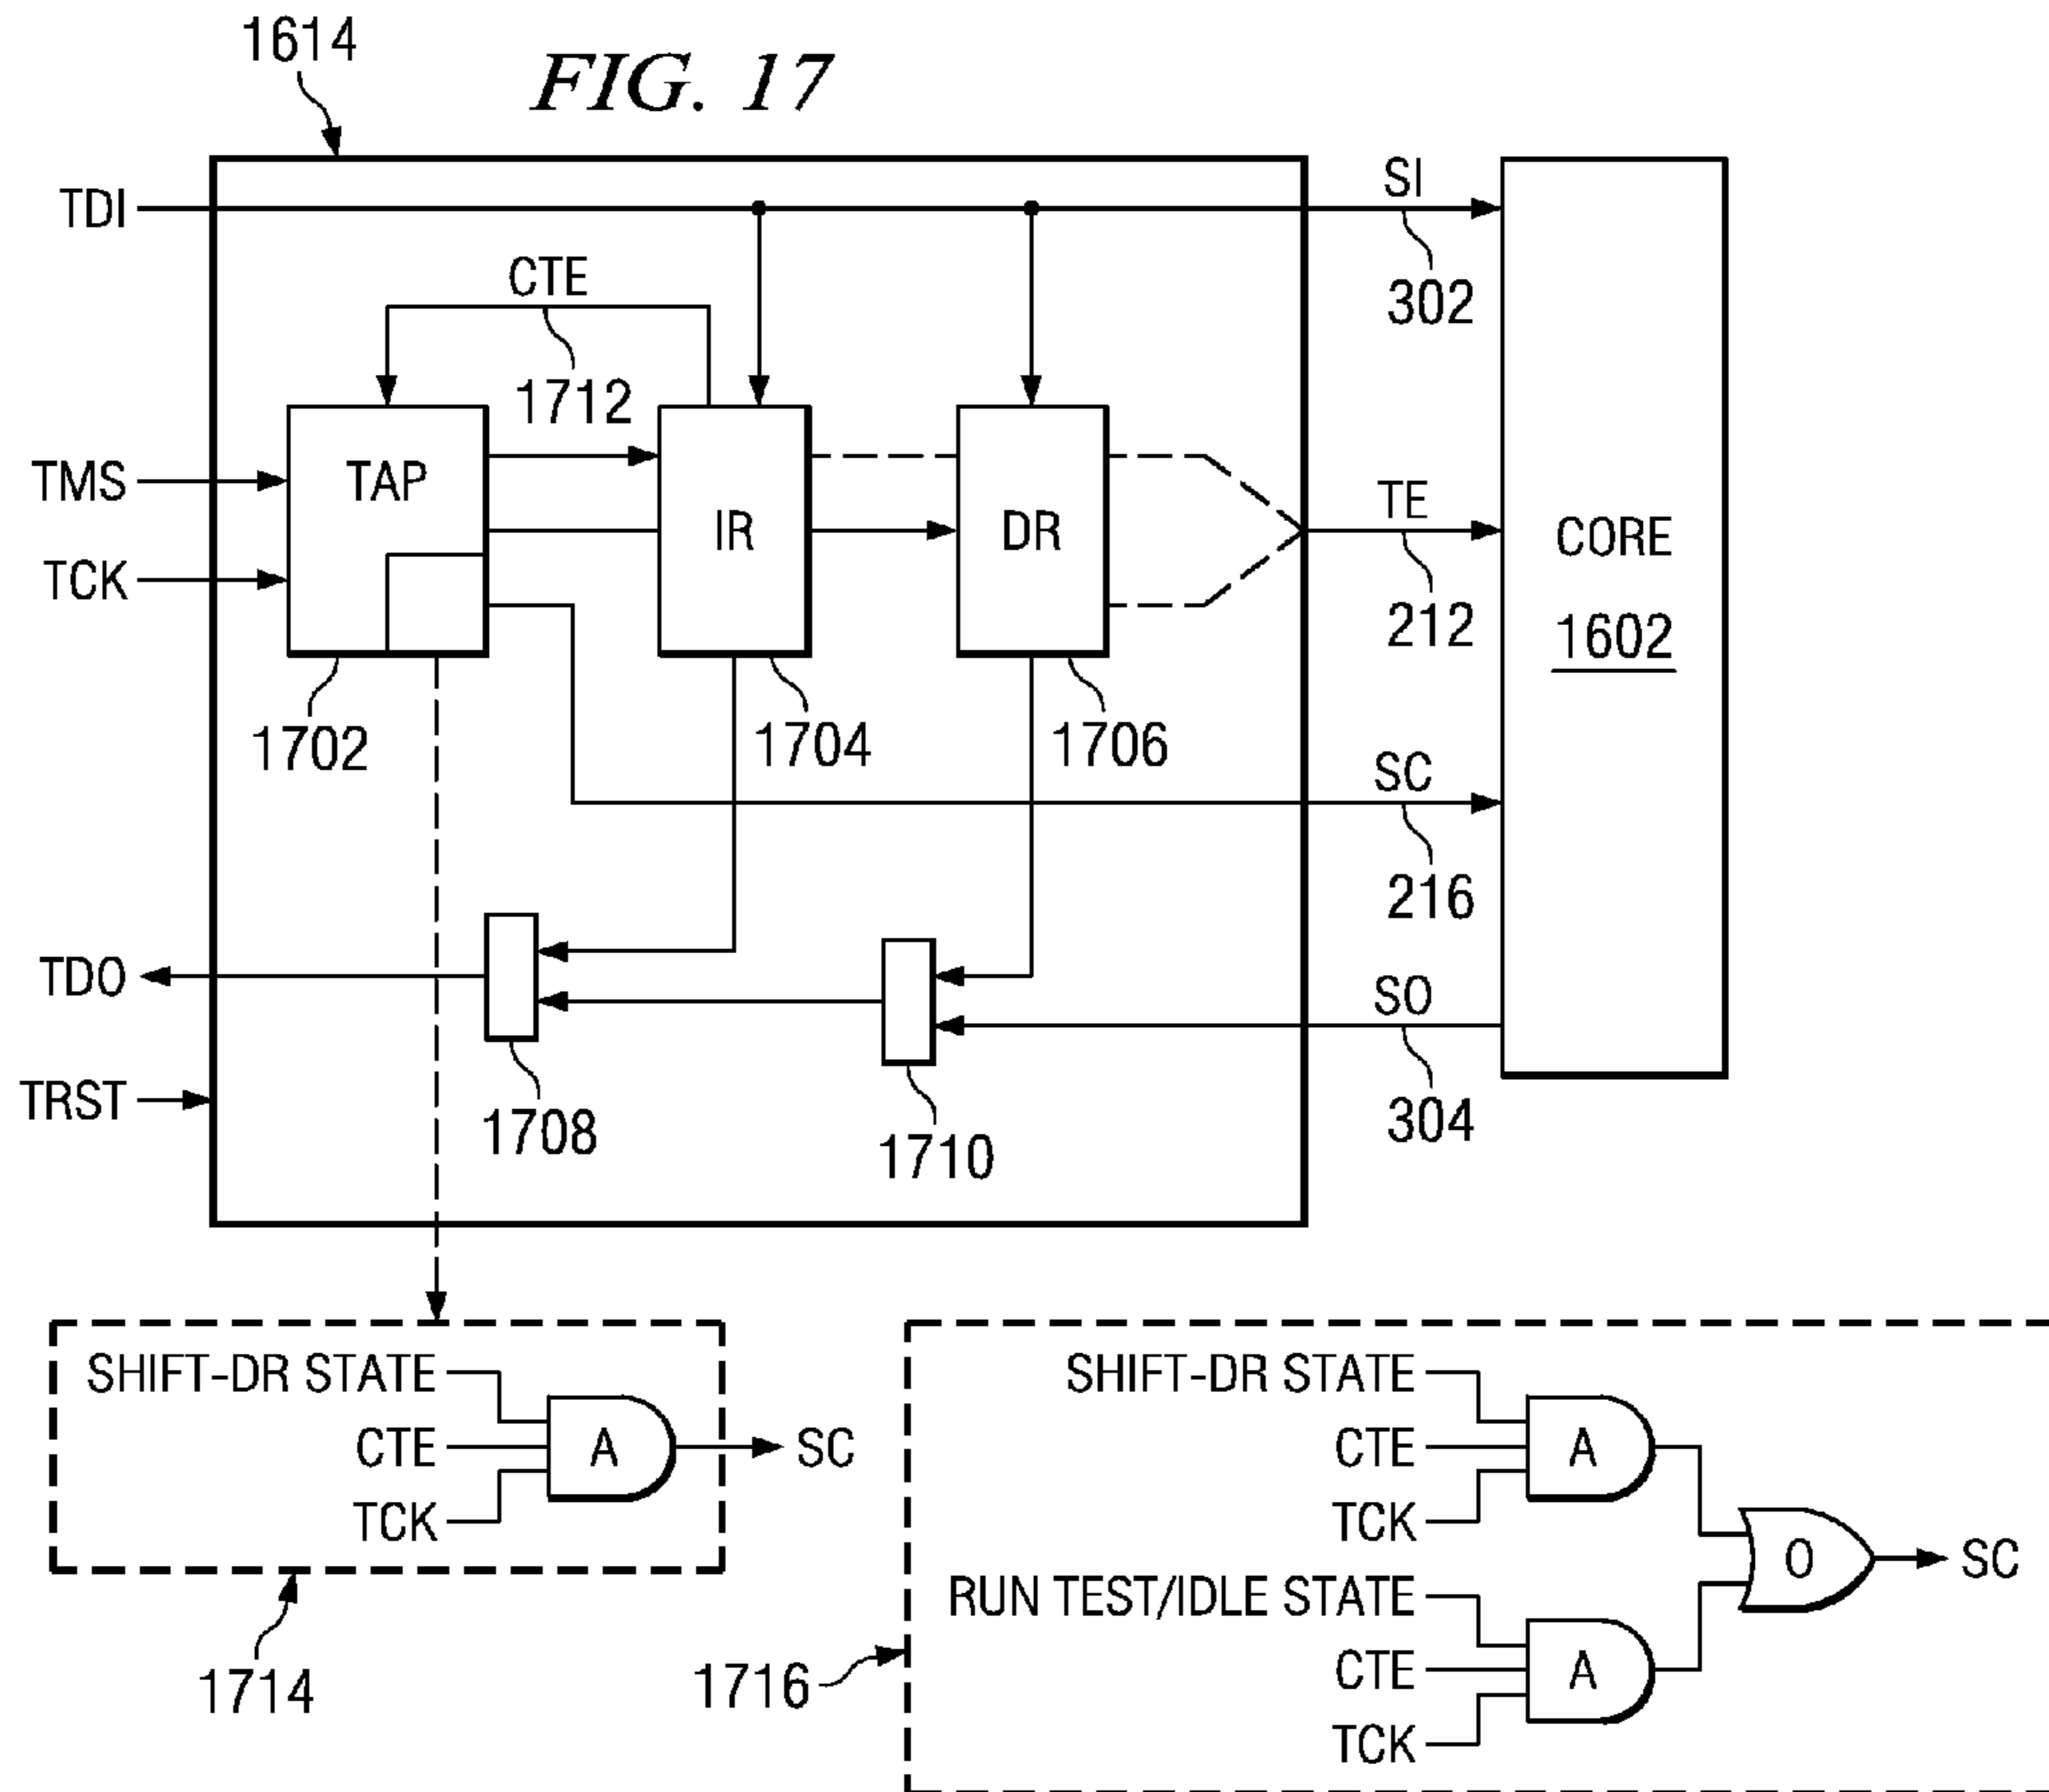 1614
FIG. 17
TDI
SI
302
CTE
1712
TMS
TAP
IR
DR
TE
CORE
1602
TCK
212
1702
1704
1706
SC
216
TDO
SO
304
TRST
1708
1710
SHIFT-DR STATE
CTE
A
SC
TCK
1714
SHIFT-DR STATE
CTE
A
TCK
O
SC
RUN TEST/IDLE STATE
CTE
A
TCK
1716